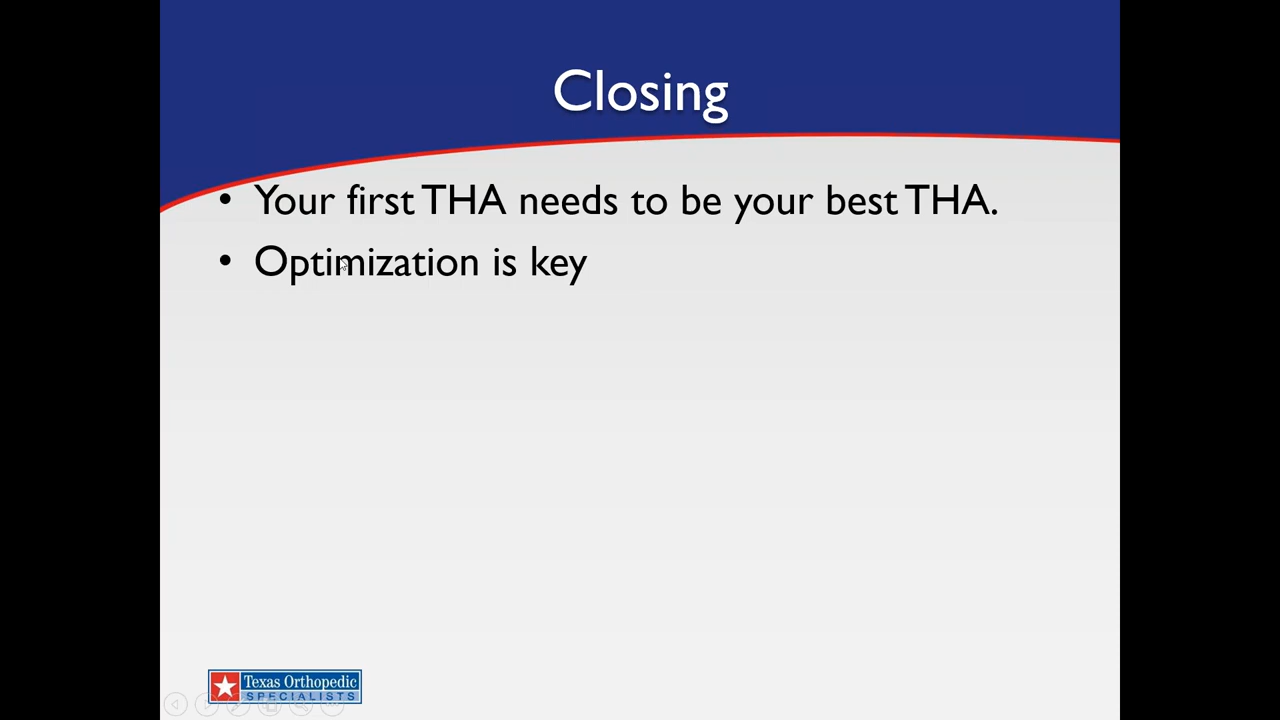 Closing
• Your first THA needs to be your best THA.
• Optimization is key
Texas Orthopedic
SPECIALISTS